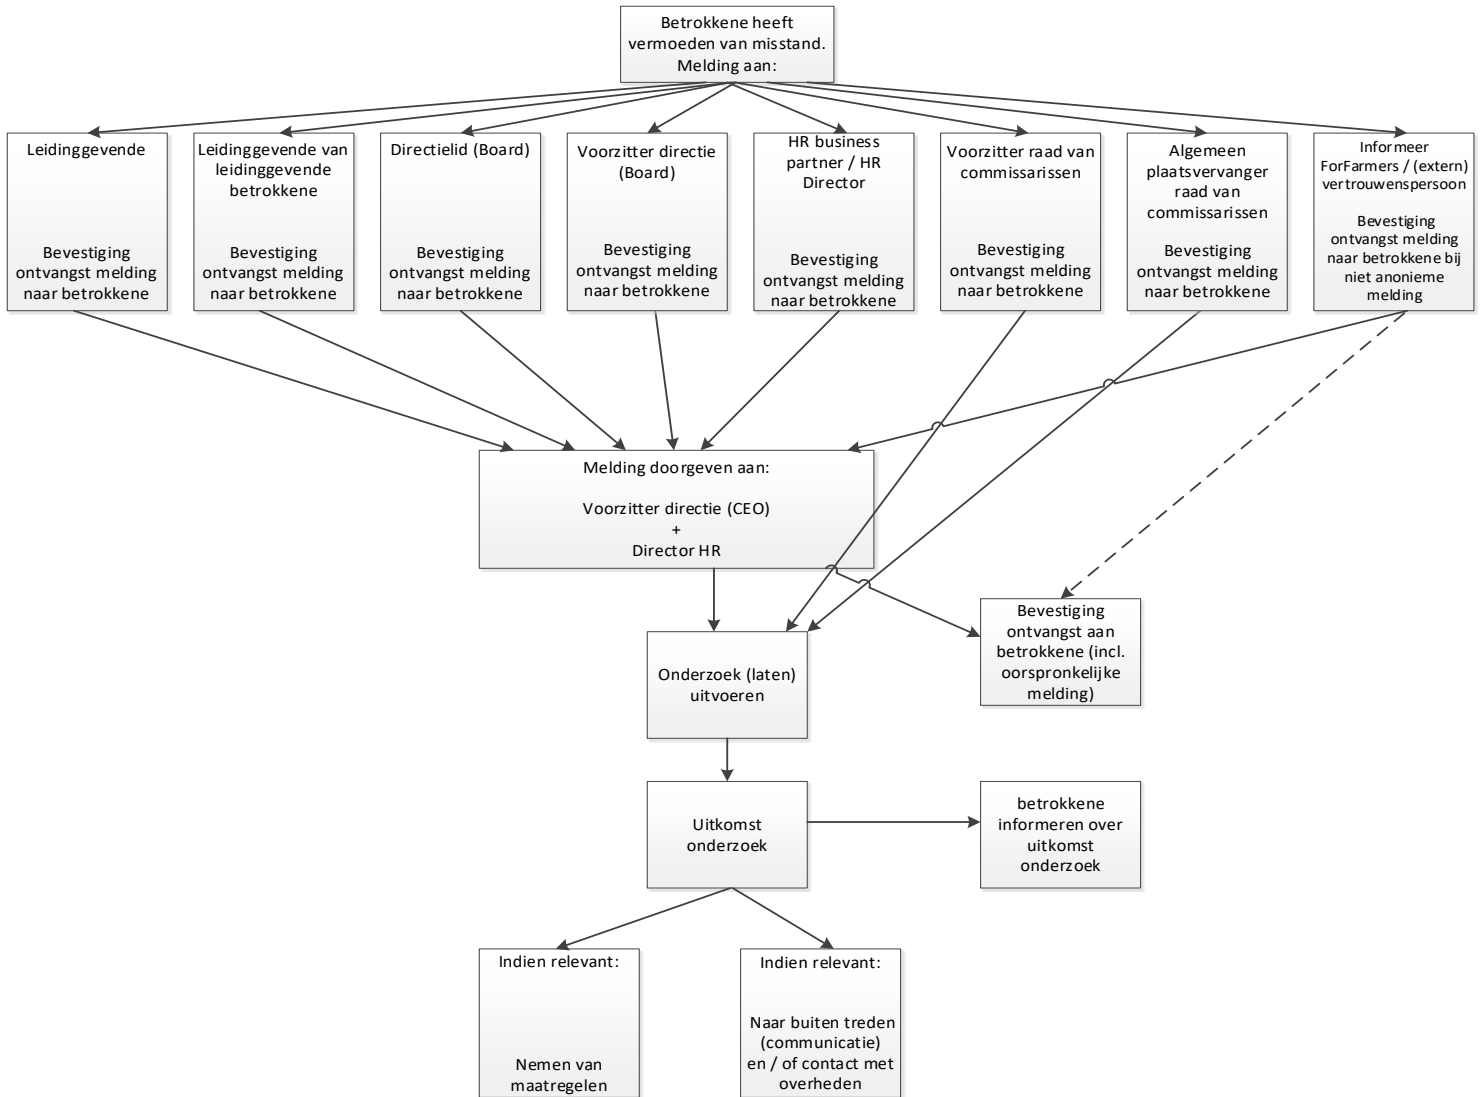 Betrokkene heeft
vermoeden van misstand.
Melding aan:
Leidinggevende
Bevestiging
ontvangst melding
naar betrokkene
Leidinggevende van
leidinggevende
betrokkene
Bevestiging
ontvangst melding
naar betrokkene
Directielid (Board)
Bevestiging
ontvangst melding
naar betrokkene
Voorzitter directie
(Board)
Bevestiging
ontvangst melding
naar betrokkene
HR business
partner / HR
Director
Bevestiging
ontvangst melding
naar betrokkene
Voorzitter raad van
commissarissen
Bevestiging
ontvangst melding
naar betrokkene
Algemeen
plaatsvervanger
raad van
commissarissen
Bevestiging
ontvangst melding
naar betrokkene
Informeer
ForFarmers / (extern)
vertrouwenspersoon
Bevestiging
ontvangst melding
naar betrokkene bij
niet anonieme
melding
Melding doorgeven aan:
Voorzitter directie (CEO)
+
Director HR
Bevestiging
ontvangst aan
betrokkene (incl.
oorspronkelijke
melding)
Onderzoek (laten)
uitvoeren
Uitkomst
onderzoek
betrokkene
informeren over
uitkomst
onderzoek
Indien relevant:
Nemen van
maatregelen
Indien relevant:
Naar buiten treden
(communicatie)
en / of contact met
overheden